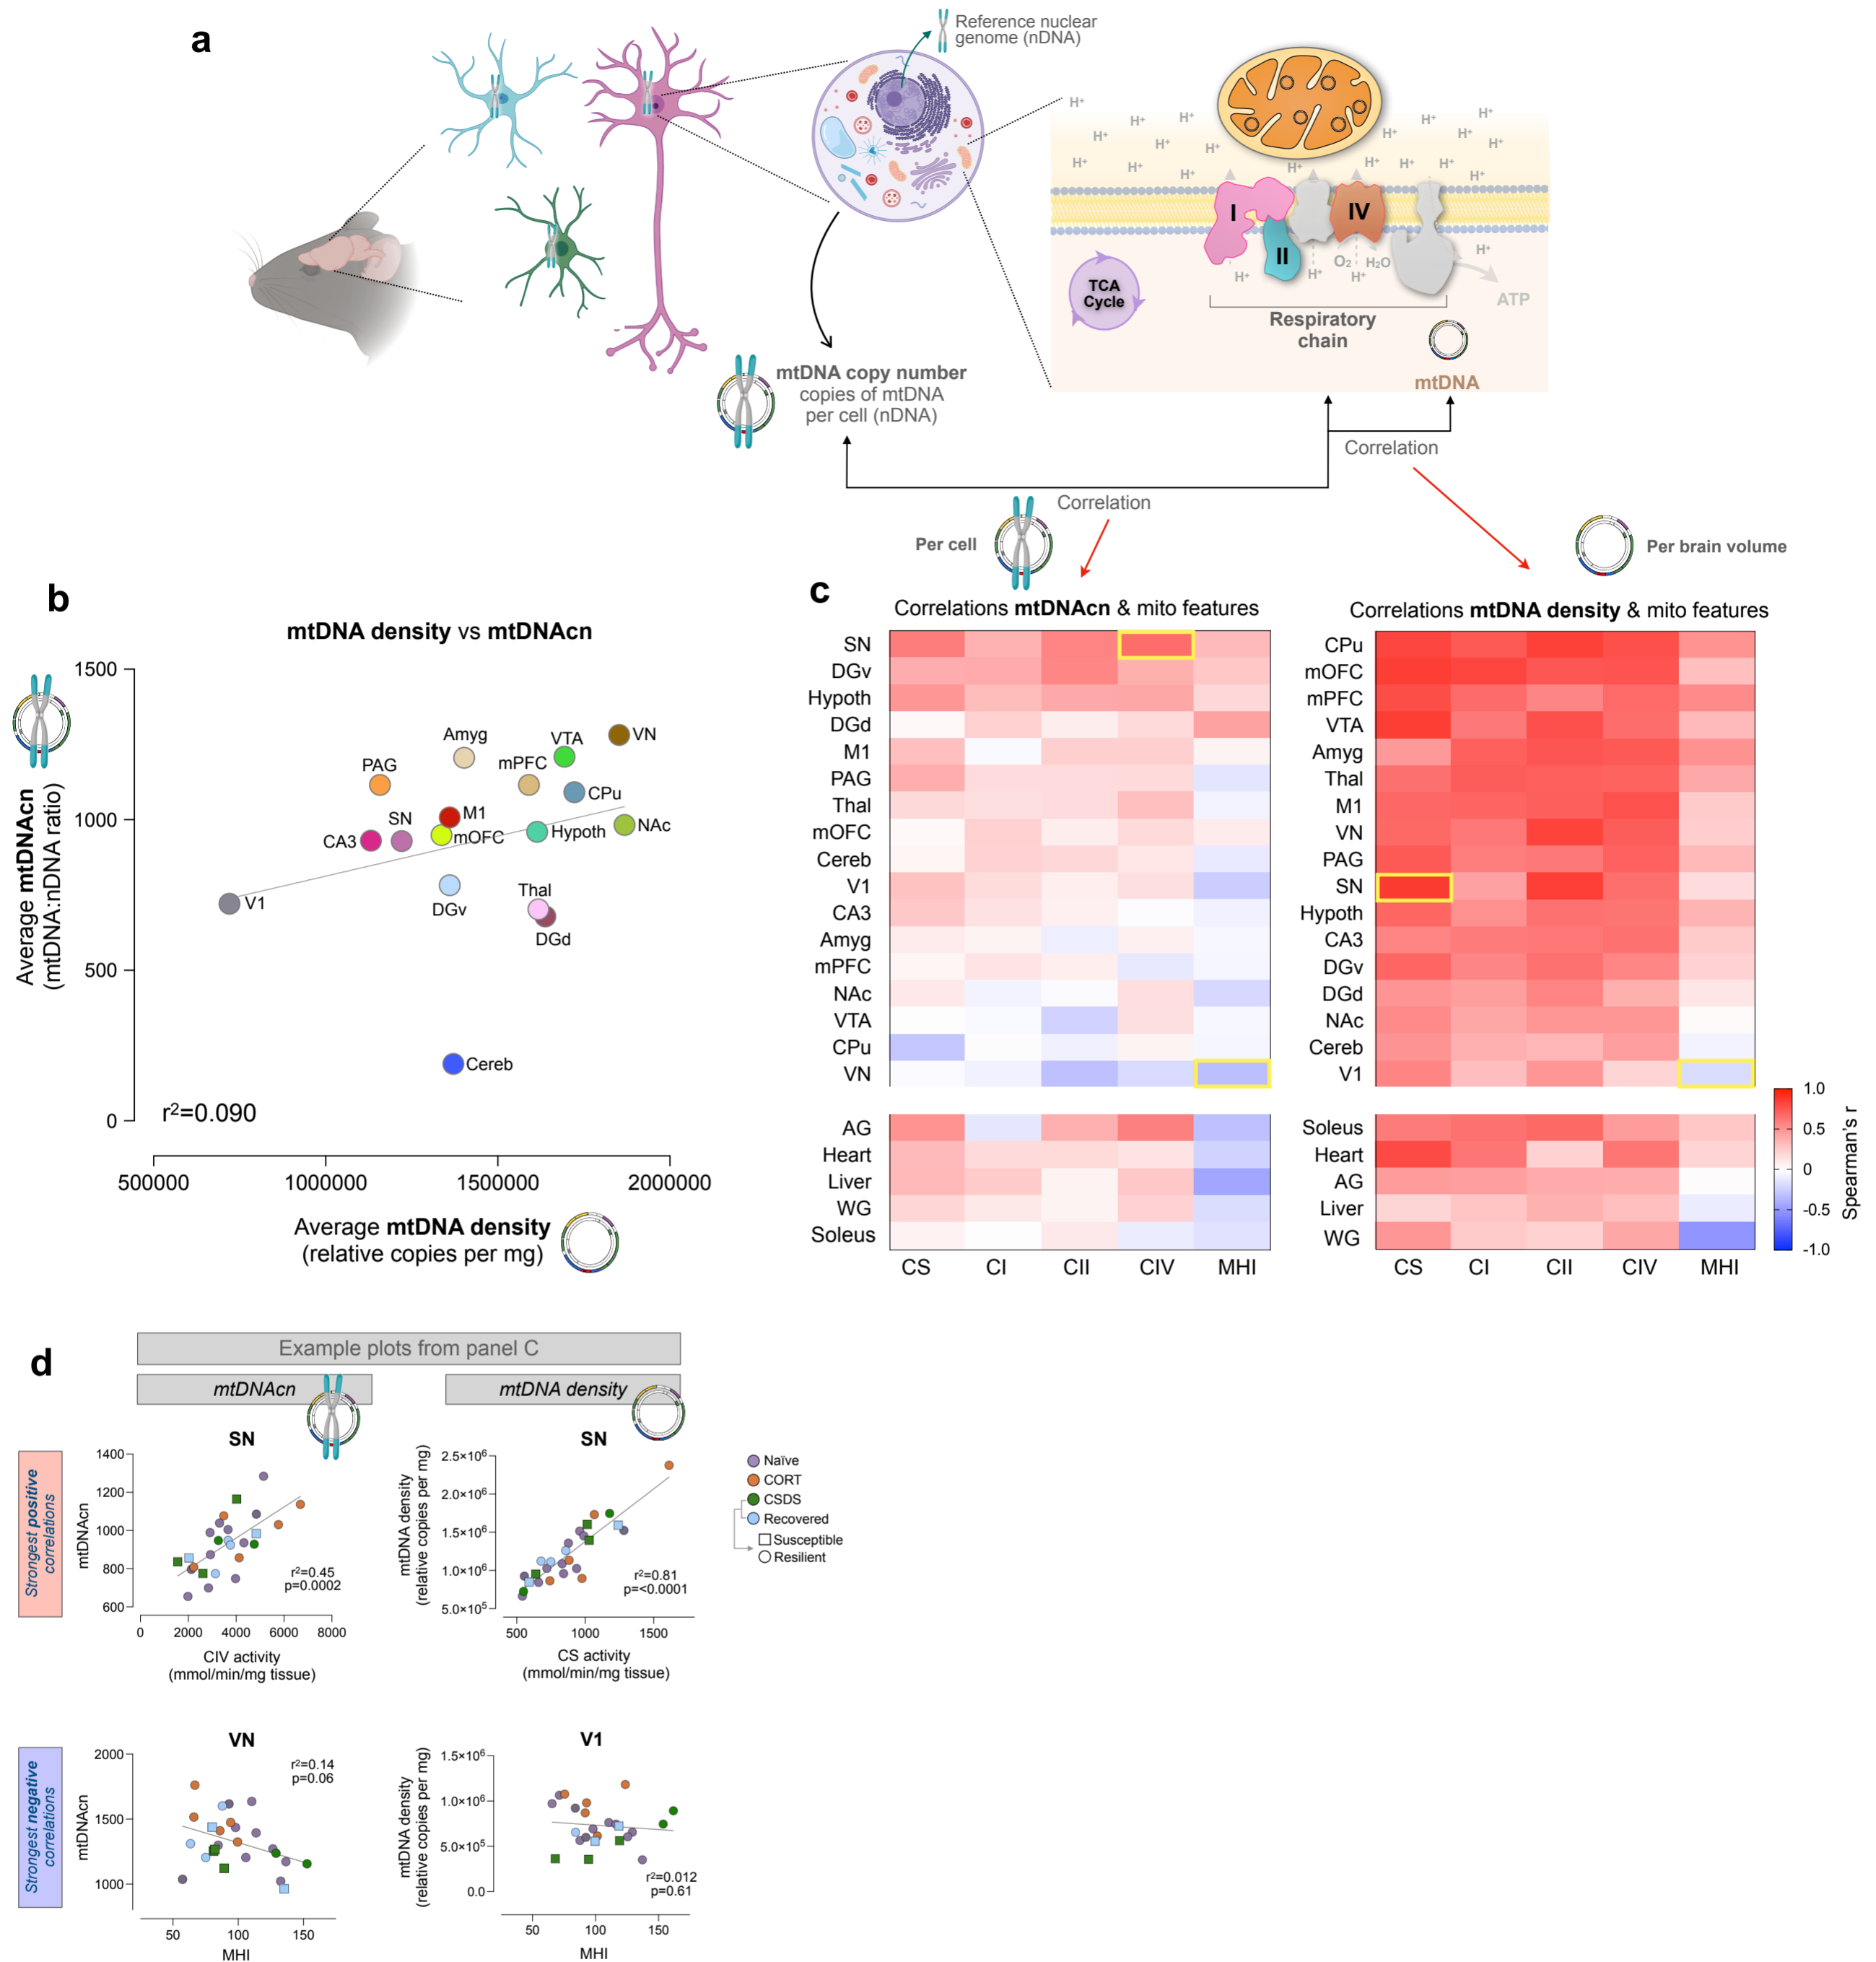 a
Reference nuclear
genome (nDNA)
H⁺ H⁺ H⁺ H⁺ H⁺ H⁺ H⁺ H⁺ H⁺ H⁺ H⁺ H⁺ H⁺ H⁺ H⁺ H⁺ H⁺ H⁺
I
II
IV
H⁺
H⁺
O₂
H⁺
H₂O
H⁺
ATP
TCA
Cycle
Respiratory
chain
mtDNA
mtDNA copy number
copies of mtDNA
per cell (nDNA)
Correlation
Correlation
Per cell
Per brain volume
b
mtDNA density vs mtDNAcn
1500
1000
500
0
Average mtDNAcn
(mtDNA:nDNA ratio)
VN
VTA
Amyg
mPFC
PAG
CPu
M1
SN
NAc
CA3
mOFC
Hypoth
V1
DGv
Thal
DGd
Cereb
r²=0.090
500000 1000000 1500000 2000000
Average mtDNA density
(relative copies per mg)
c
Correlations mtDNAcn & mito features
SN
DGv
Hypoth
DGd
M1
PAG
Thal
mOFC
Cereb
V1
CA3
Amyg
mPFC
NAc
VTA
CPu
VN
AG
Heart
Liver
WG
Soleus
CS CI CII CIV MHI
Correlations mtDNA density & mito features
CPu
mOFC
mPFC
VTA
Amyg
Thal
M1
VN
PAG
SN
Hypoth
CA3
DGv
DGd
NAc
Cereb
V1
Soleus
Heart
AG
Liver
WG
CS CI CII CIV MHI
1.0
0.5
0
-0.5
-1.0
Spearman's r
d
Example plots from panel C
mtDNAcn
mtDNA density
Strongest positive
correlations
SN
1400
1200
1000
800
600
mtDNAcn
r²=0.45
p=0.0002
0 2000 4000 6000 8000
CIV activity
(mmol/min/mg tissue)
SN
2.5×10⁶
2.0×10⁶
1.5×10⁶
1.0×10⁶
5.0×10⁵
mtDNA density
(relative copies per mg)
r²=0.81
p=<0.0001
500 1000 1500
CS activity
(mmol/min/mg tissue)
Naïve
CORT
CSDS
Recovered
Susceptible
Resilient
Strongest negative
correlations
VN
2000
1500
1000
mtDNAcn
r²=0.14
p=0.06
50 100 150
MHI
V1
1.5×10⁶
1.0×10⁶
5.0×10⁵
0.0
mtDNA density
(relative copies per mg)
r²=0.012
p=0.61
50 100 150
MHI